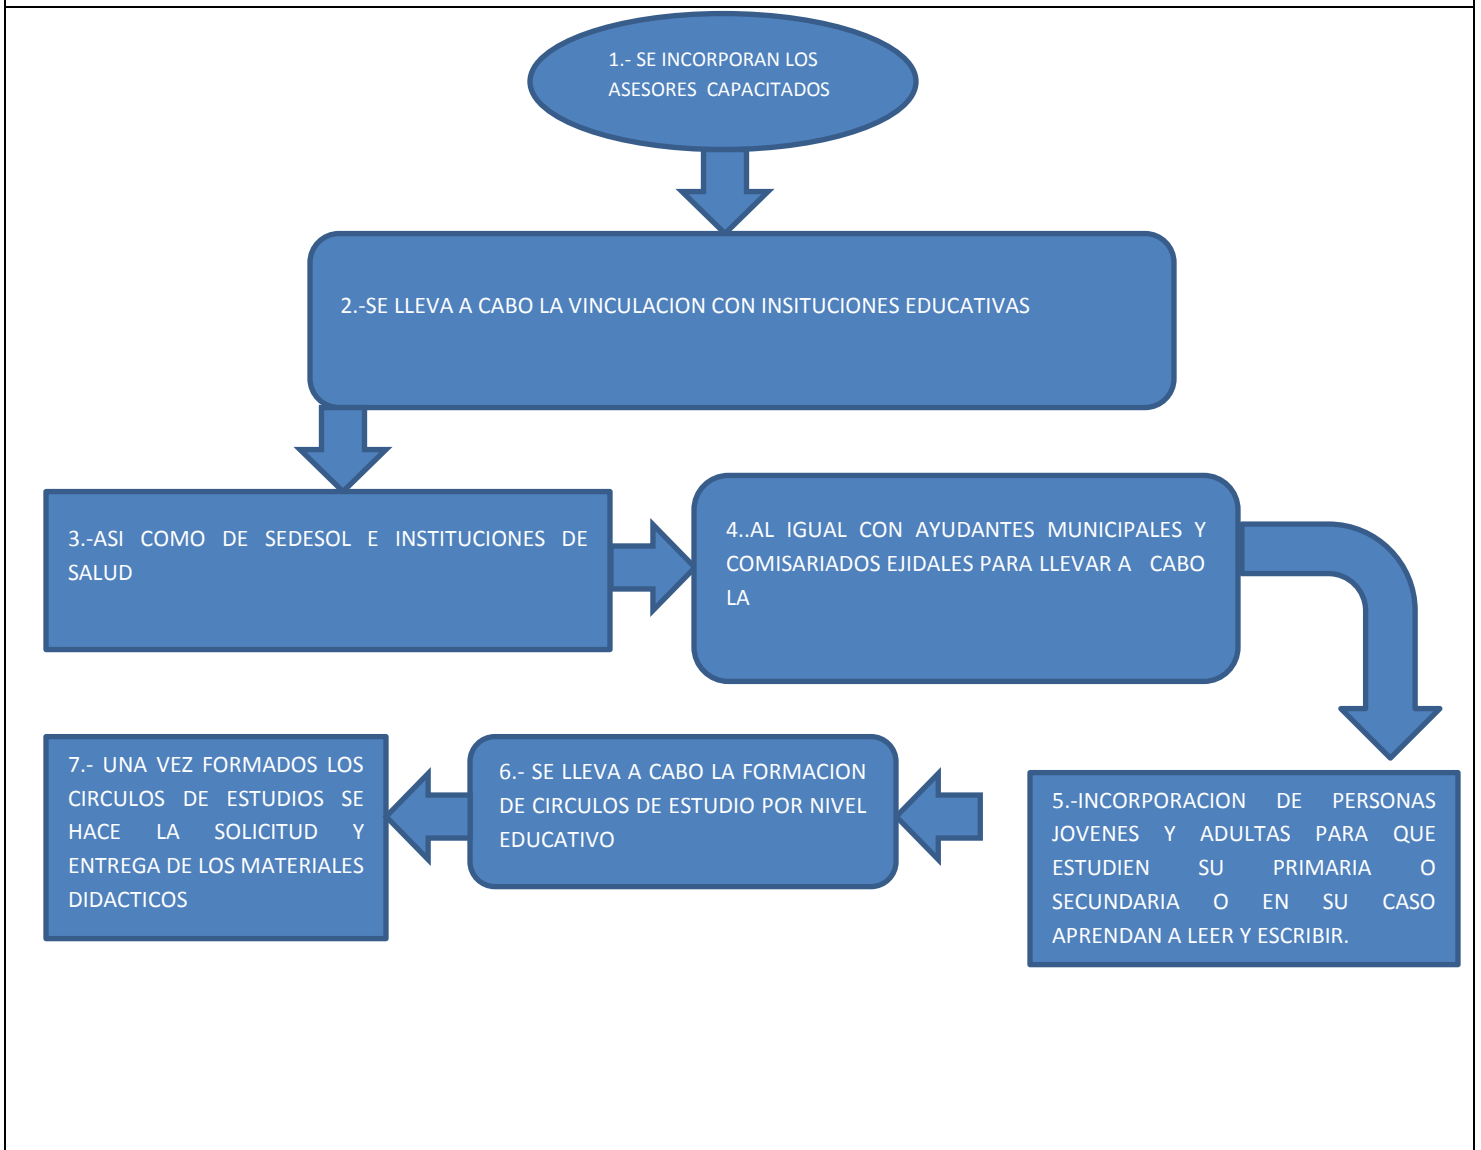 1.- SE INCORPORAN LOS
ASESORES CAPACITADOS
2.-SE LLEVA A CABO LA VINCULACION CON INSITUCIONES EDUCATIVAS
3.-ASI COMO DE SEDESOL E INSTITUCIONES DE
SALUD
4..AL IGUAL CON AYUDANTES MUNICIPALES Y
COMISARIADOS EJIDALES PARA LLEVAR A CABO
LA
5.-INCORPORACION DE PERSONAS
JOVENES Y ADULTAS PARA QUE
ESTUDIEN SU PRIMARIA O
SECUNDARIA O EN SU CASO
APRENDAN A LEER Y ESCRIBIR.
6.- SE LLEVA A CABO LA FORMACION
DE CIRCULOS DE ESTUDIO POR NIVEL
EDUCATIVO
7.- UNA VEZ FORMADOS LOS
CIRCULOS DE ESTUDIOS SE
HACE LA SOLICITUD Y
ENTREGA DE LOS MATERIALES
DIDACTICOS